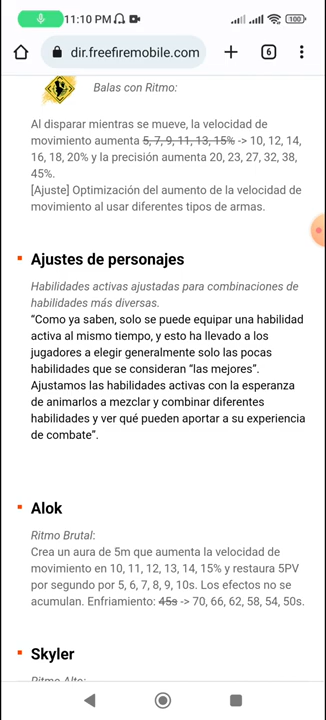 11:10 PM
100
dir.freefiremobile.com
6
Balas con Ritmo:
Al disparar mientras se mueve, la velocidad de
movimiento aumenta 5, 7, 9, 11, 13, 15% -> 10, 12, 14,
16, 18, 20% y la precisión aumenta 20, 23, 27, 32, 38,
45%.
[Ajuste] Optimización del aumento de la velocidad de
movimiento al usar diferentes tipos de armas.
Ajustes de personajes
Habilidades activas ajustadas para combinaciones de
habilidades más diversas.
“Como ya saben, solo se puede equipar una habilidad
activa al mismo tiempo, y esto ha llevado a los
jugadores a elegir generalmente solo las pocas
habilidades que se consideran “las mejores”.
Ajustamos las habilidades activas con la esperanza
de animarlos a mezclar y combinar diferentes
habilidades y ver qué pueden aportar a su experiencia
de combate”.
Alok
Ritmo Brutal:
Crea un aura de 5m que aumenta la velocidad de
movimiento en 10, 11, 12, 13, 14, 15% y restaura 5PV
por segundo por 5, 6, 7, 8, 9, 10s. Los efectos no se
acumulan. Enfriamiento: 45s -> 70, 66, 62, 58, 54, 50s.
Skyler
Ritmo Alto: